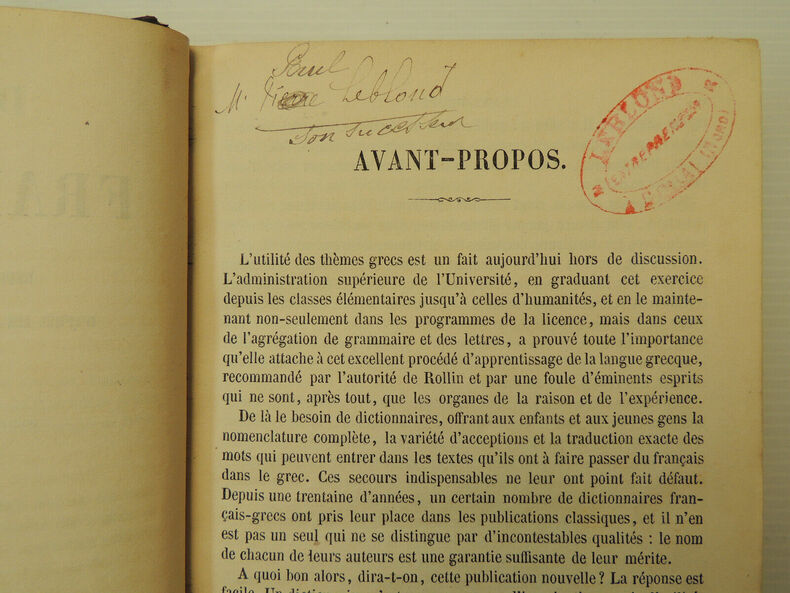 Paul
Mr Pierre Leblond
son successeur
LEBLOND
ENTREPRENEUR
A DOUAI (NORD)
AVANT-PROPOS.
L'utilité des thèmes grecs est un fait aujourd'hui hors de discussion.
L'administration supérieure de l'Université, en graduant cet exercice
depuis les classes élémentaires jusqu'à celles d'humanités, et en le mainte-
nant non-seulement dans les programmes de la licence, mais dans ceux
de l'agrégation de grammaire et des lettres, a prouvé toute l'importance
qu'elle attache à cet excellent procédé d'apprentissage de la langue grecque,
recommandé par l'autorité de Rollin et par une foule d'éminents esprits
qui ne sont, après tout, que les organes de la raison et de l'expérience.
De là le besoin de dictionnaires, offrant aux enfants et aux jeunes gens la
nomenclature complète, la variété d'acceptions et la traduction exacte des
mots qui peuvent entrer dans les textes qu'ils ont à faire passer du français
dans le grec. Ces secours indispensables ne leur ont point fait défaut.
Depuis une trentaine d'années, un certain nombre de dictionnaires fran-
çais-grecs ont pris leur place dans les publications classiques, et il n'en
est pas un seul qui ne se distingue par d'incontestables qualités : le nom
de chacun de leurs auteurs est une garantie suffisante de leur mérite.
A quoi bon alors, dira-t-on, cette publication nouvelle ? La réponse est